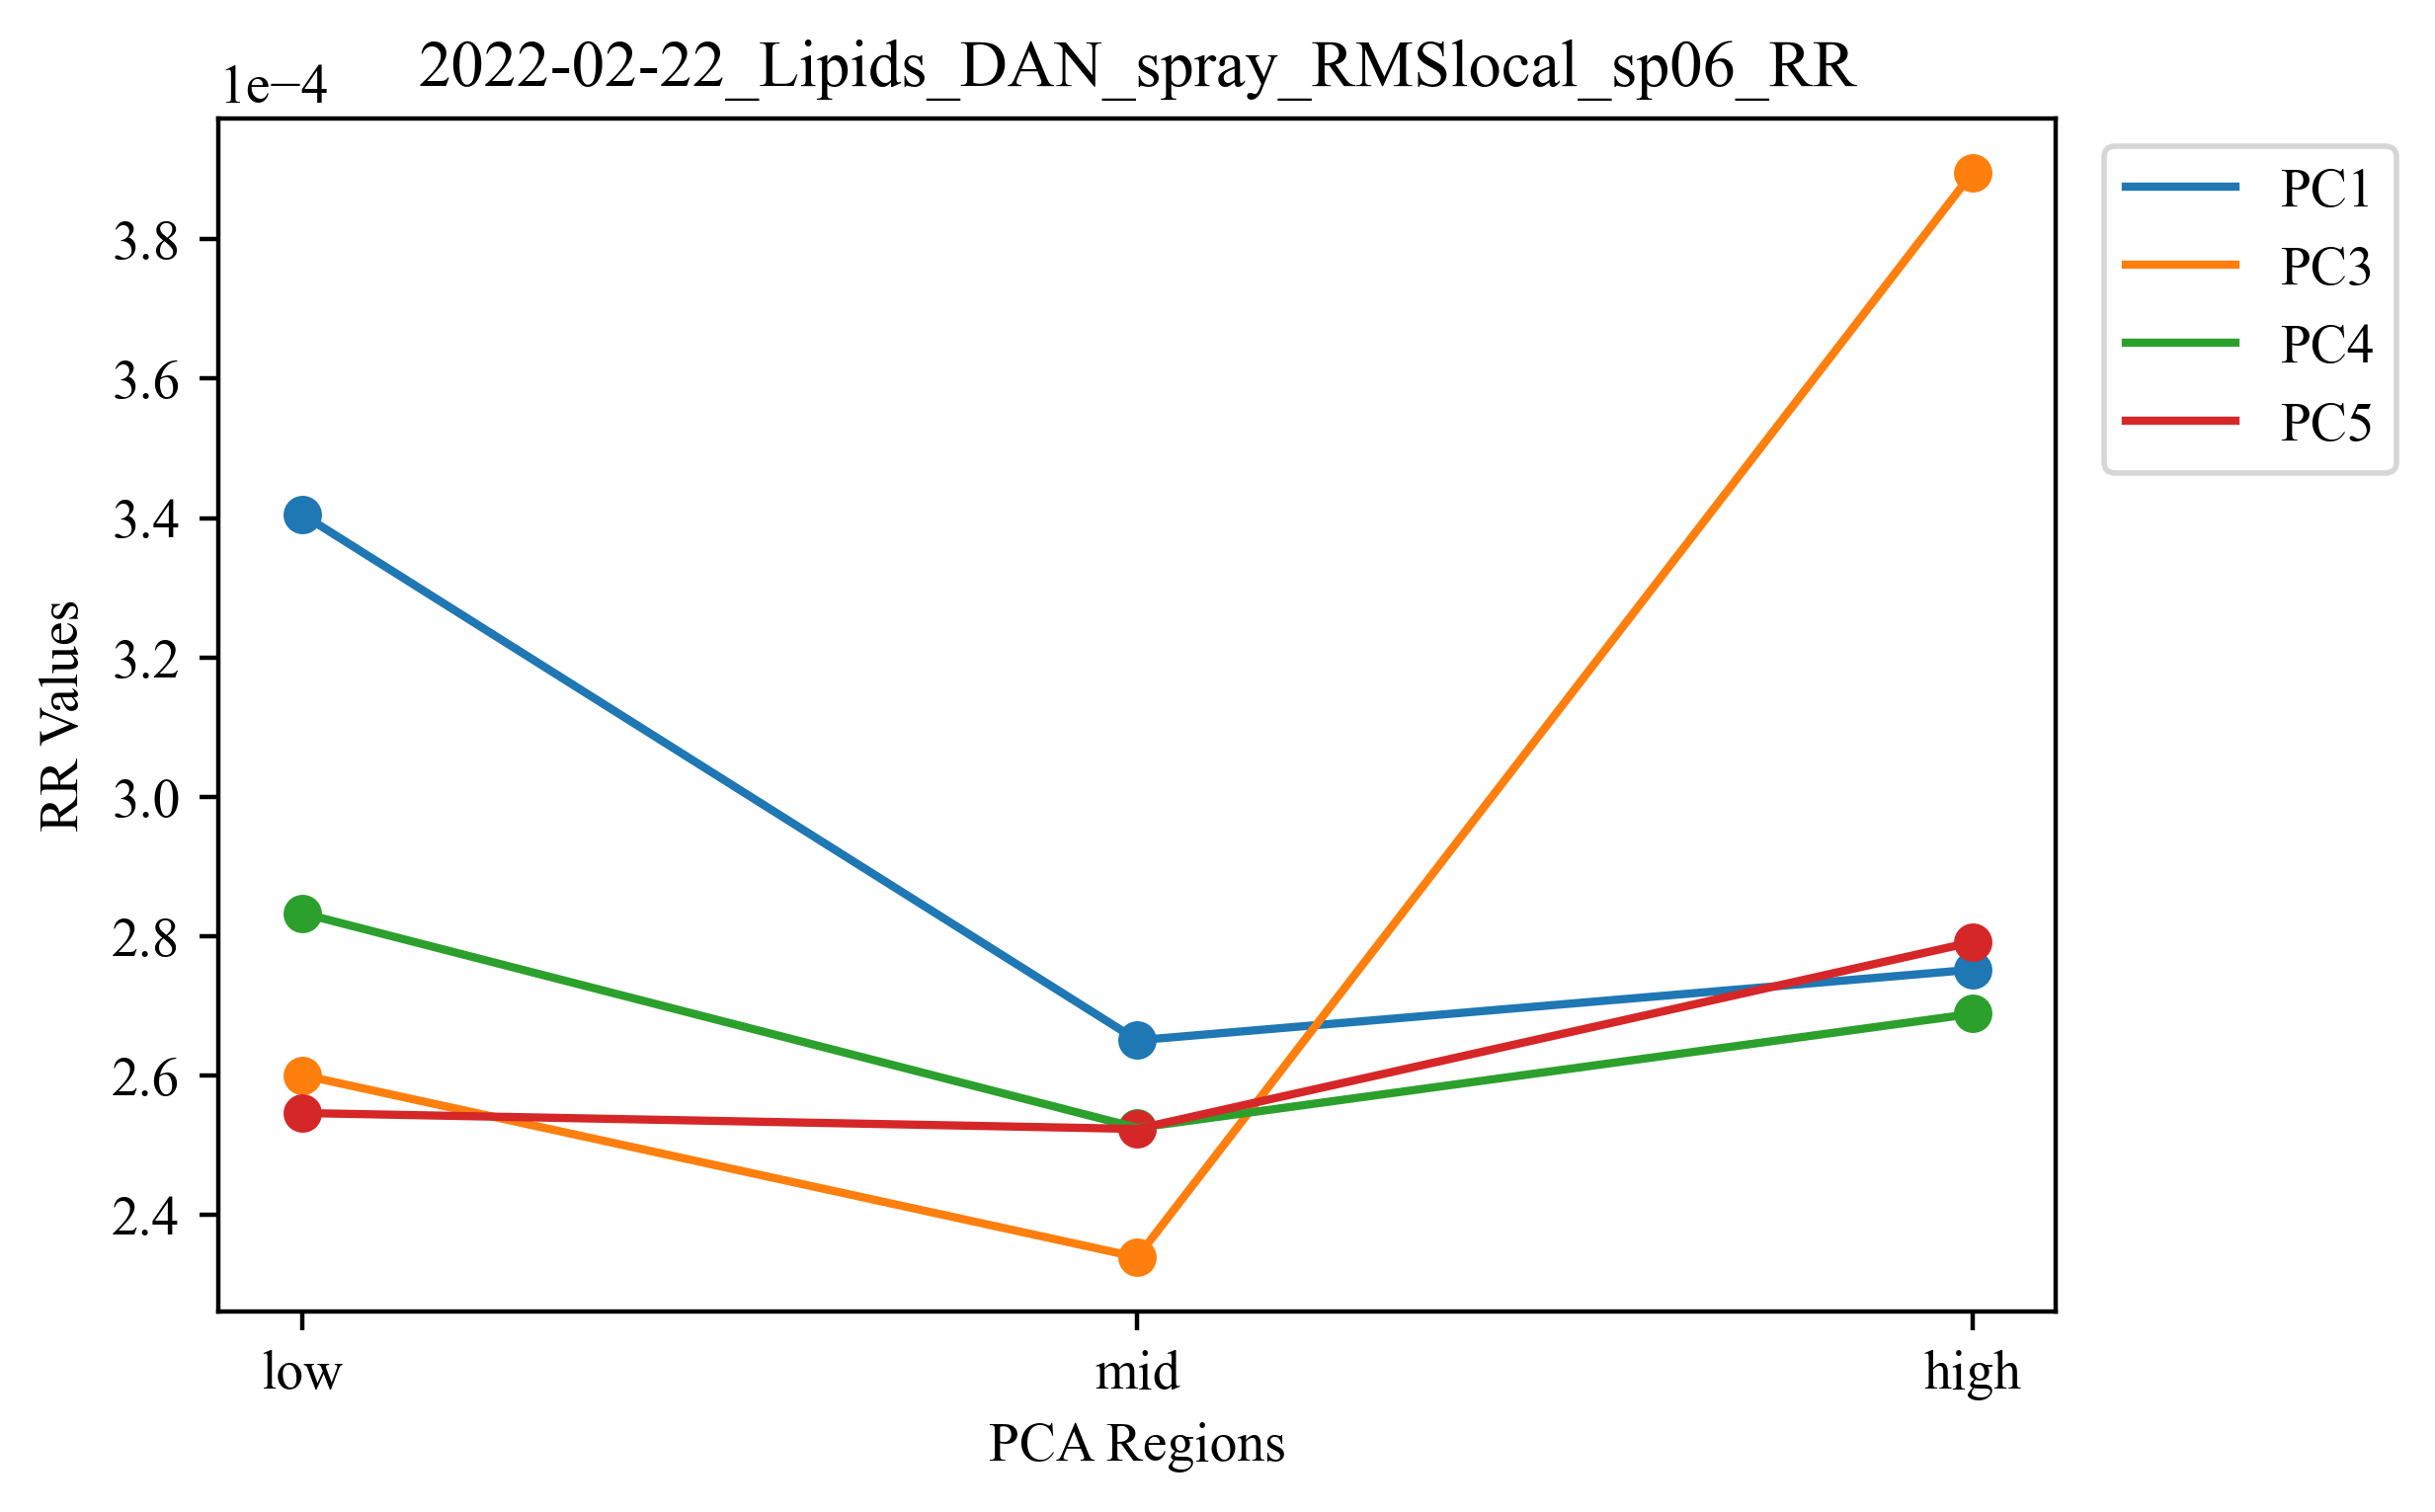 2022-02-22_Lipids_DAN_spray_RMSlocal_sp06_RR
1e−4
3.8
3.6
3.4
3.2
3.0
2.8
2.6
2.4
RR Values
low
mid
high
PCA Regions
PC1
PC3
PC4
PC5